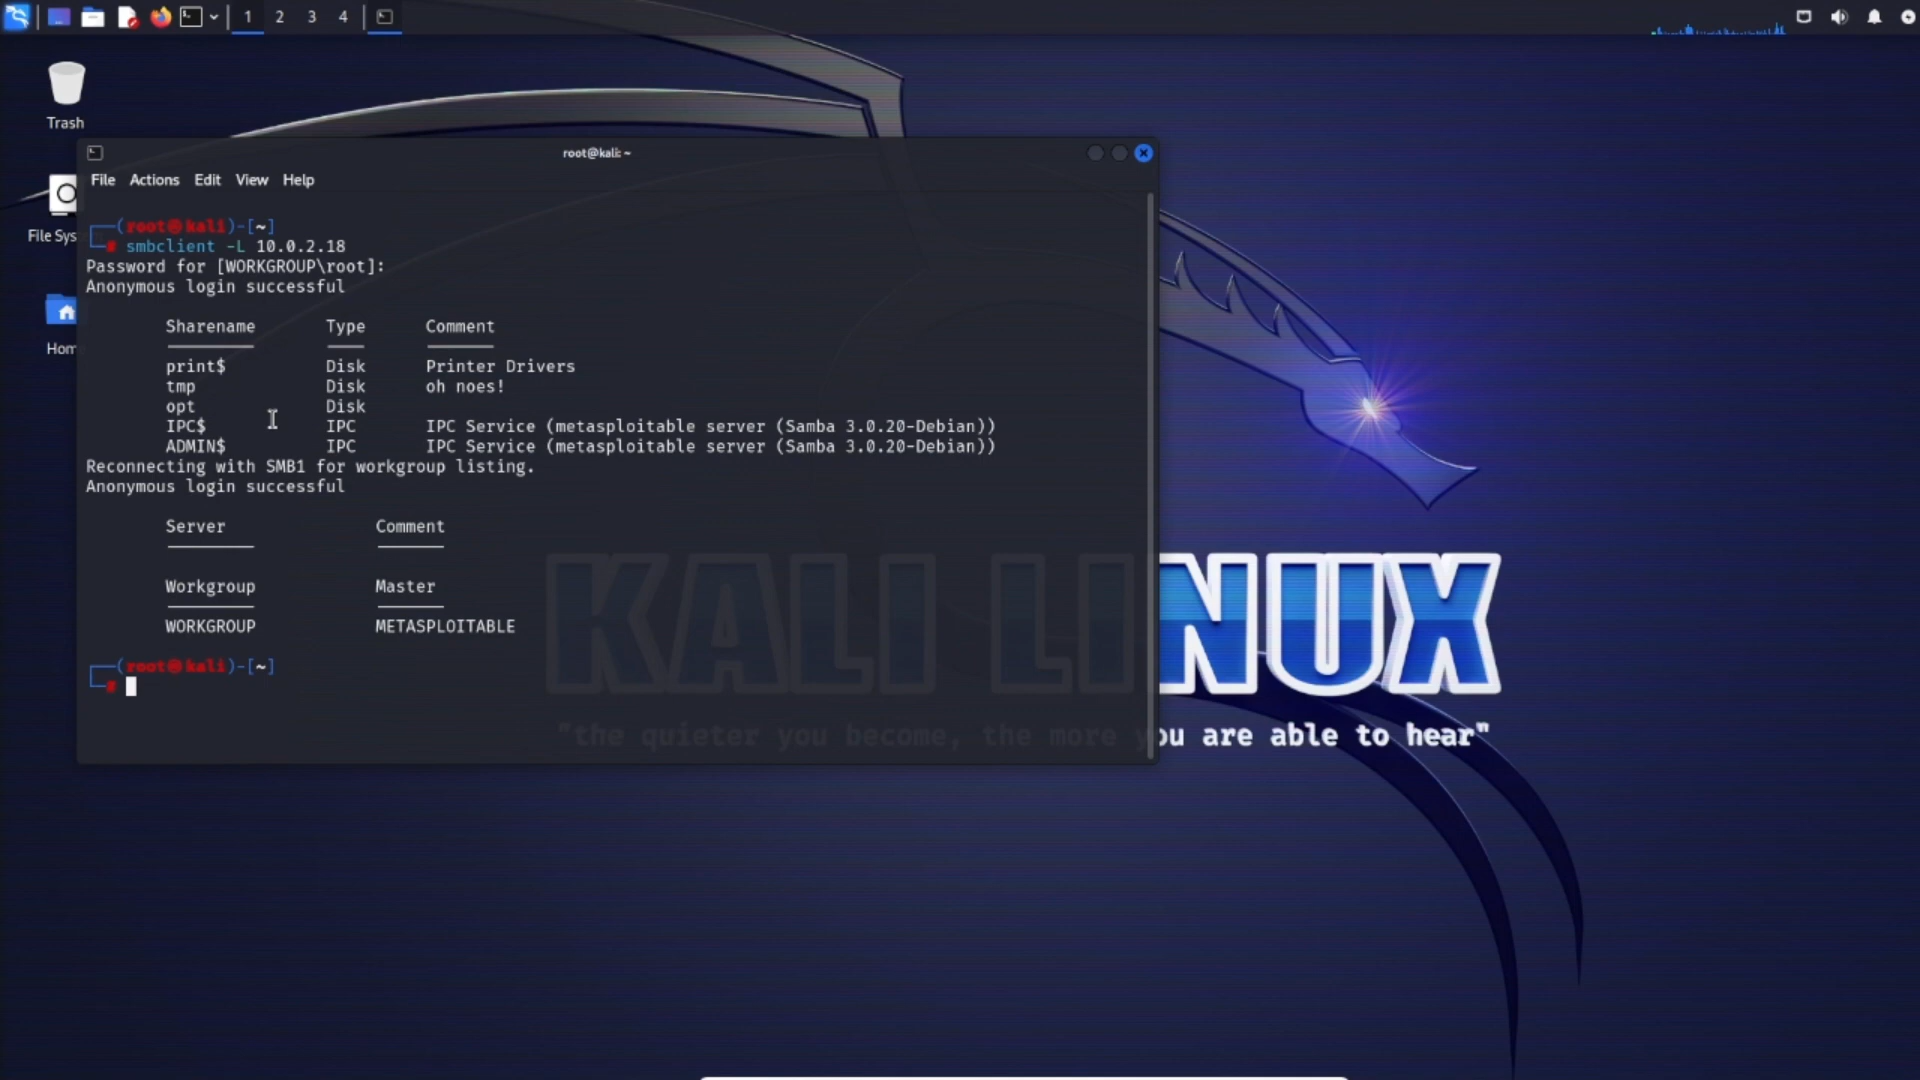 1 2 3 4
Trash
File Sys
Hom
root@kali: ~
File Actions Edit View Help
(root㉿kali)-[~]
# smbclient -L 10.0.2.18
Password for [WORKGROUP\root]:
Anonymous login successful
Sharename Type Comment
print$ Disk Printer Drivers
tmp Disk oh noes!
opt Disk
IPC$ IPC IPC Service (metasploitable server (Samba 3.0.20-Debian))
ADMIN$ IPC IPC Service (metasploitable server (Samba 3.0.20-Debian))
Reconnecting with SMB1 for workgroup listing.
Anonymous login successful
Server Comment
Workgroup Master
WORKGROUP METASPLOITABLE
(root㉿kali)-[~]
#
KALI LINUX
"the quieter you become, the more you are able to hear"